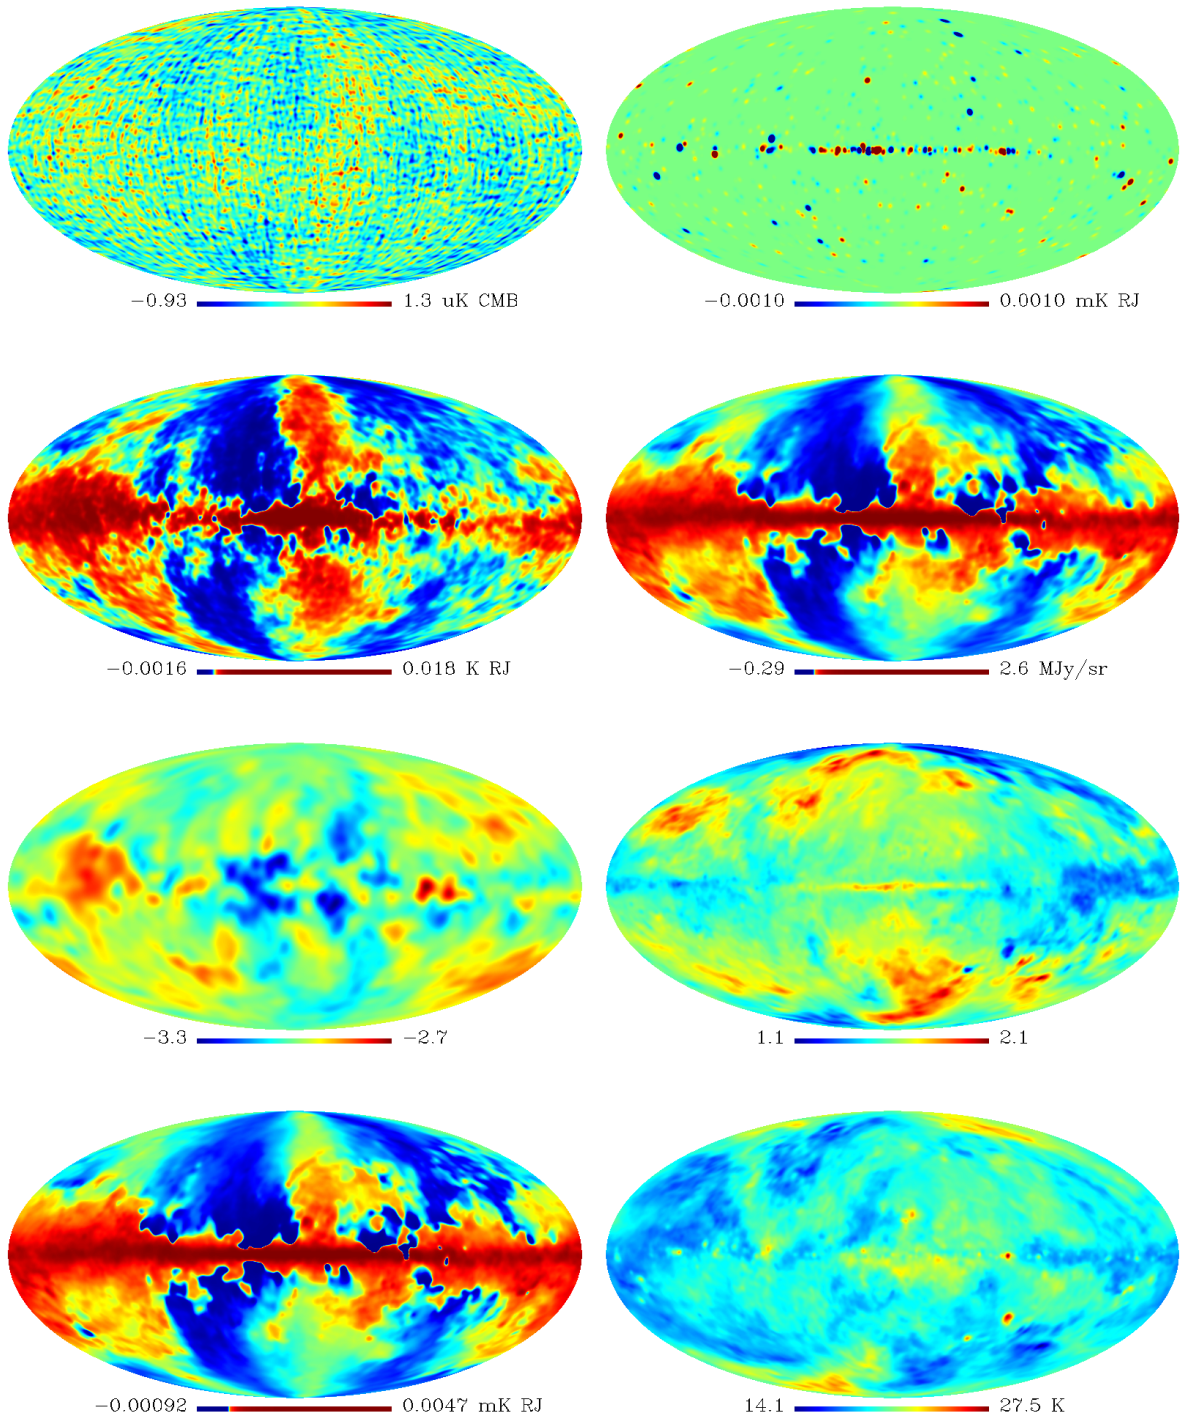 −0.93 1.3 uK CMB
−0.0010 0.0010 mK RJ
−0.0016 0.018 K RJ
−0.29 2.6 MJy/sr
−3.3 −2.7
1.1 2.1
−0.00092 0.0047 mK RJ
14.1 27.5 K